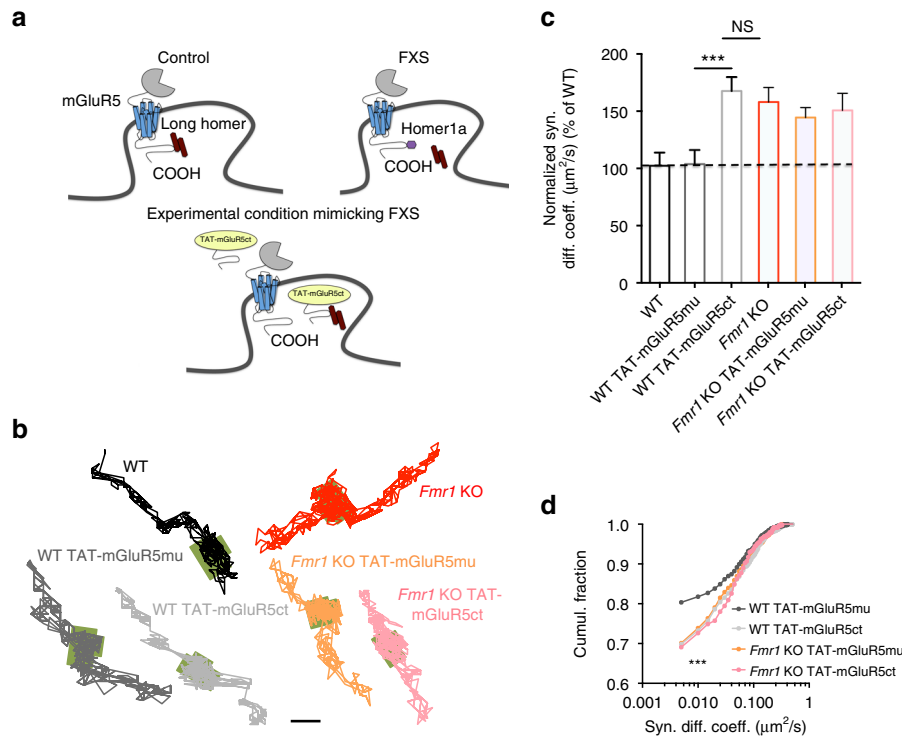 a
Control
FXS
mGluR5
Long homer
COOH
Homer1a
COOH
Experimental condition mimicking FXS
TAT-mGluR5ct
TAT-mGluR5ct
COOH
b
WT
Fmr1 KO
WT TAT-mGluR5mu
Fmr1 KO TAT-mGluR5mu
WT TAT-mGluR5ct
Fmr1 KO TAT-
mGluR5ct
c
NS
***
Normalized syn.
diff. coeff. (μm²/s) (% of WT)
200
150
100
50
0
WT
WT TAT-mGluR5mu
WT TAT-mGluR5ct
Fmr1 KO
Fmr1 KO TAT-mGluR5mu
Fmr1 KO TAT-mGluR5ct
d
Cumul. fraction
1.0
0.9
0.8
0.7
0.6
WT TAT-mGluR5mu
WT TAT-mGluR5ct
Fmr1 KO TAT-mGluR5mu
Fmr1 KO TAT-mGluR5ct
***
0.001
0.010
0.100
1
Syn. diff. coeff. (μm²/s)